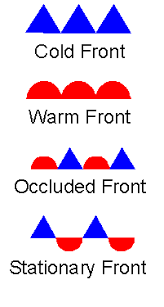 Cold Front
Warm Front
Occluded Front
Stationary Front